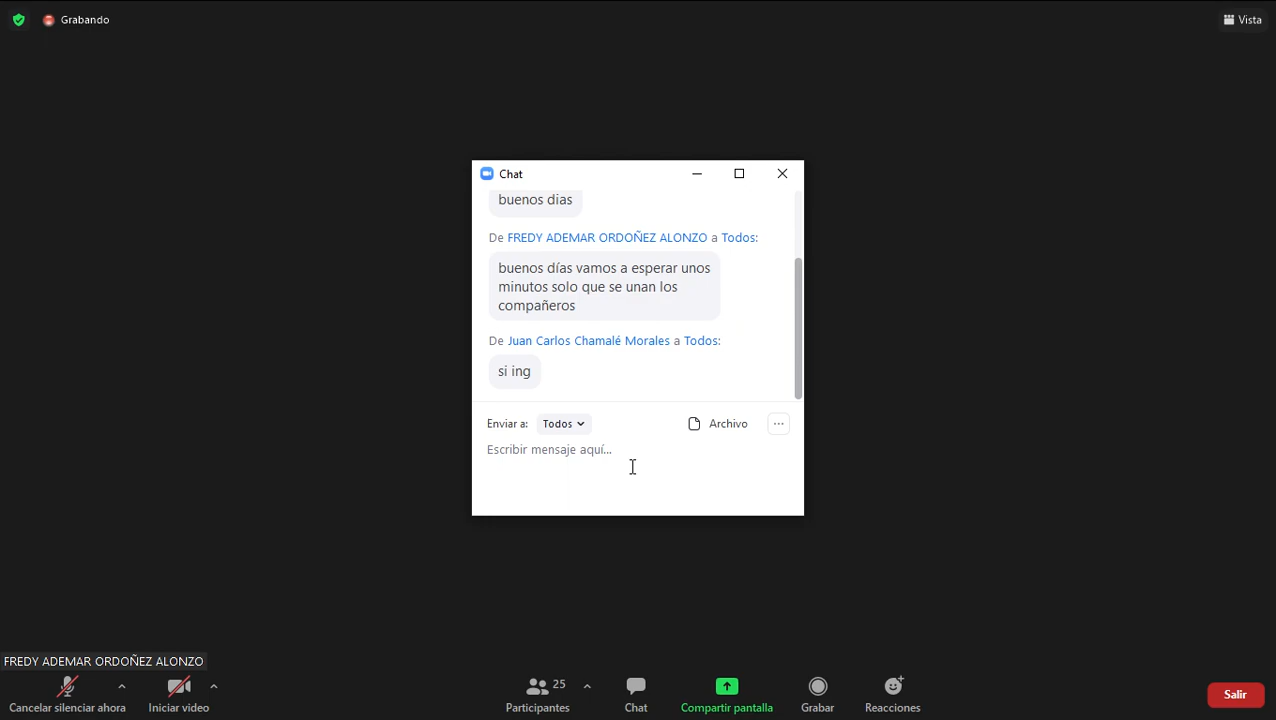 Grabando
Vista
Chat
buenos dias
De FREDY ADEMAR ORDOÑEZ ALONZO a Todos:
buenos días vamos a esperar unos
minutos solo que se unan los
compañeros
De Juan Carlos Chamalé Morales a Todos:
si ing
Enviar a: Todos Archivo
Escribir mensaje aquí...
FREDY ADEMAR ORDOÑEZ ALONZO
25
Cancelar silenciar ahora Iniciar video Participantes Chat Compartir pantalla Grabar Reacciones Salir